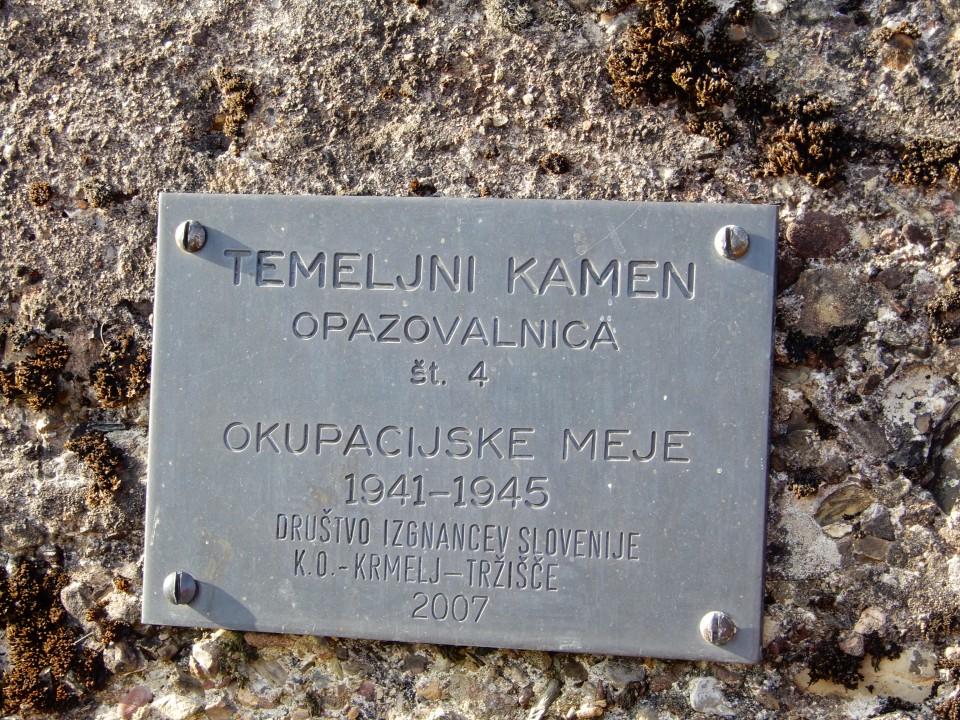 TEMELJNI KAMEN
OPAZOVALNICA
št. 4
OKUPACIJSKE MEJE
1941-1945
DRUŠTVO IZGNANCEV SLOVENIJE
K.O.-KRMELJ-TRŽIŠČE
2007